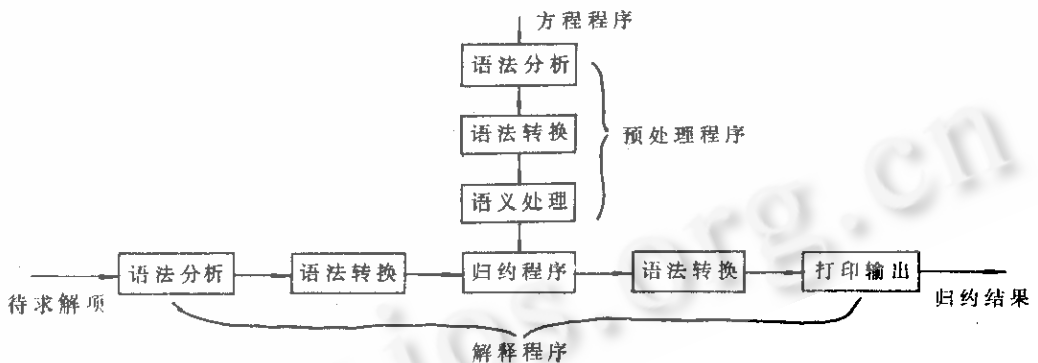 方程程序
语法分析
语法转换
预处理程序
语义处理
语法分析
语法转换
归约程序
语法转换
打印输出
待求解项
归约结果
解释程序
.org.cn